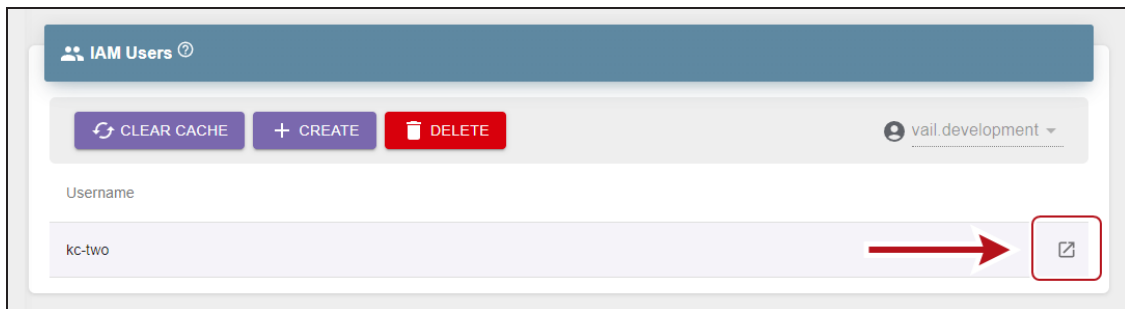 IAM Users ?
CLEAR CACHE + CREATE DELETE vail.development
Username
kc-two